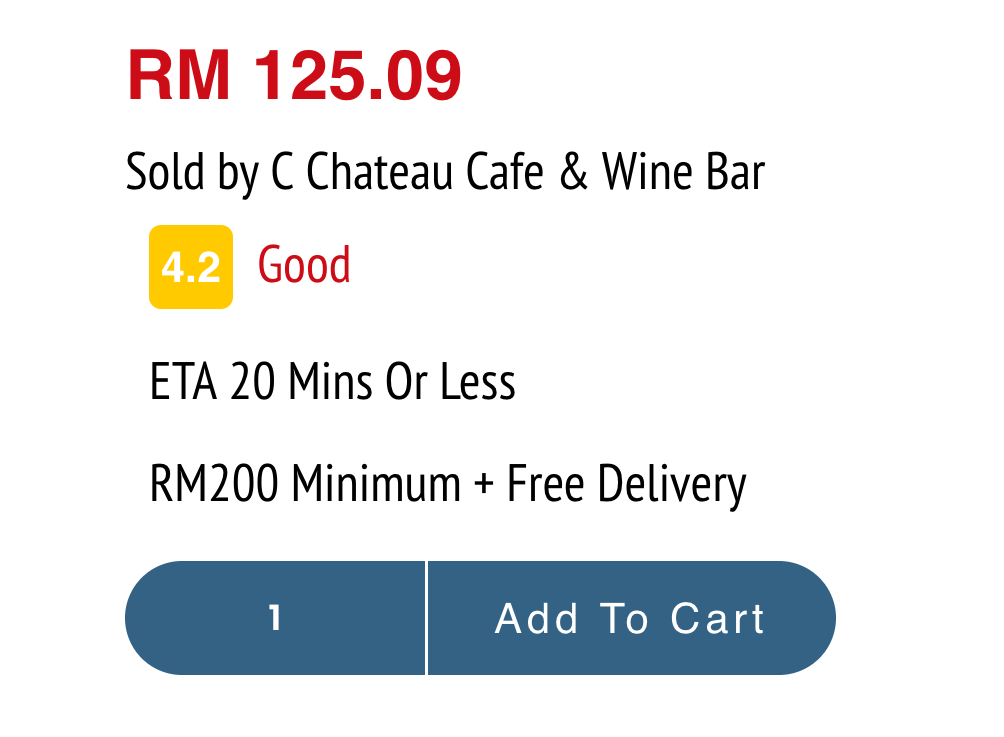 RM 125.09
Sold by C Chateau Cafe & Wine Bar
4.2 Good
ETA 20 Mins Or Less
RM200 Minimum + Free Delivery
1 Add To Cart